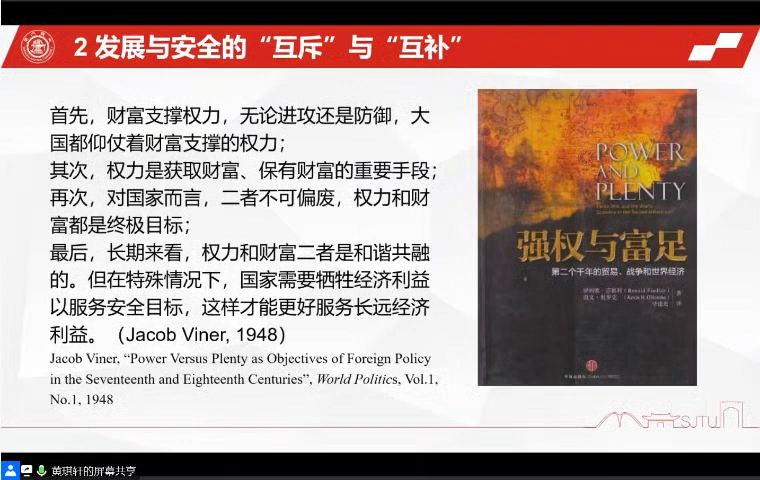 2 发展与安全的“互斥”与“互补”
首先，财富支撑权力，无论进攻还是防御，大
国都仰仗着财富支撑的权力；
其次，权力是获取财富、保有财富的重要手段；
再次，对国家而言，二者不可偏废，权力和财
富都是终极目标；
最后，长期来看，权力和财富二者是和谐共融
的。但在特殊情况下，国家需要牺牲经济利益
以服务安全目标，这样才能更好服务长远经济
利益。（Jacob Viner, 1948）
Jacob Viner, “Power Versus Plenty as Objectives of Foreign Policy
in the Seventeenth and Eighteenth Centuries”, World Politics, Vol.1,
No.1, 1948
POWER
AND
PLENTY
强权与富足
第二个千年的贸易、战争和世界经济
著
译
SJTU
黄琪轩的屏幕共享